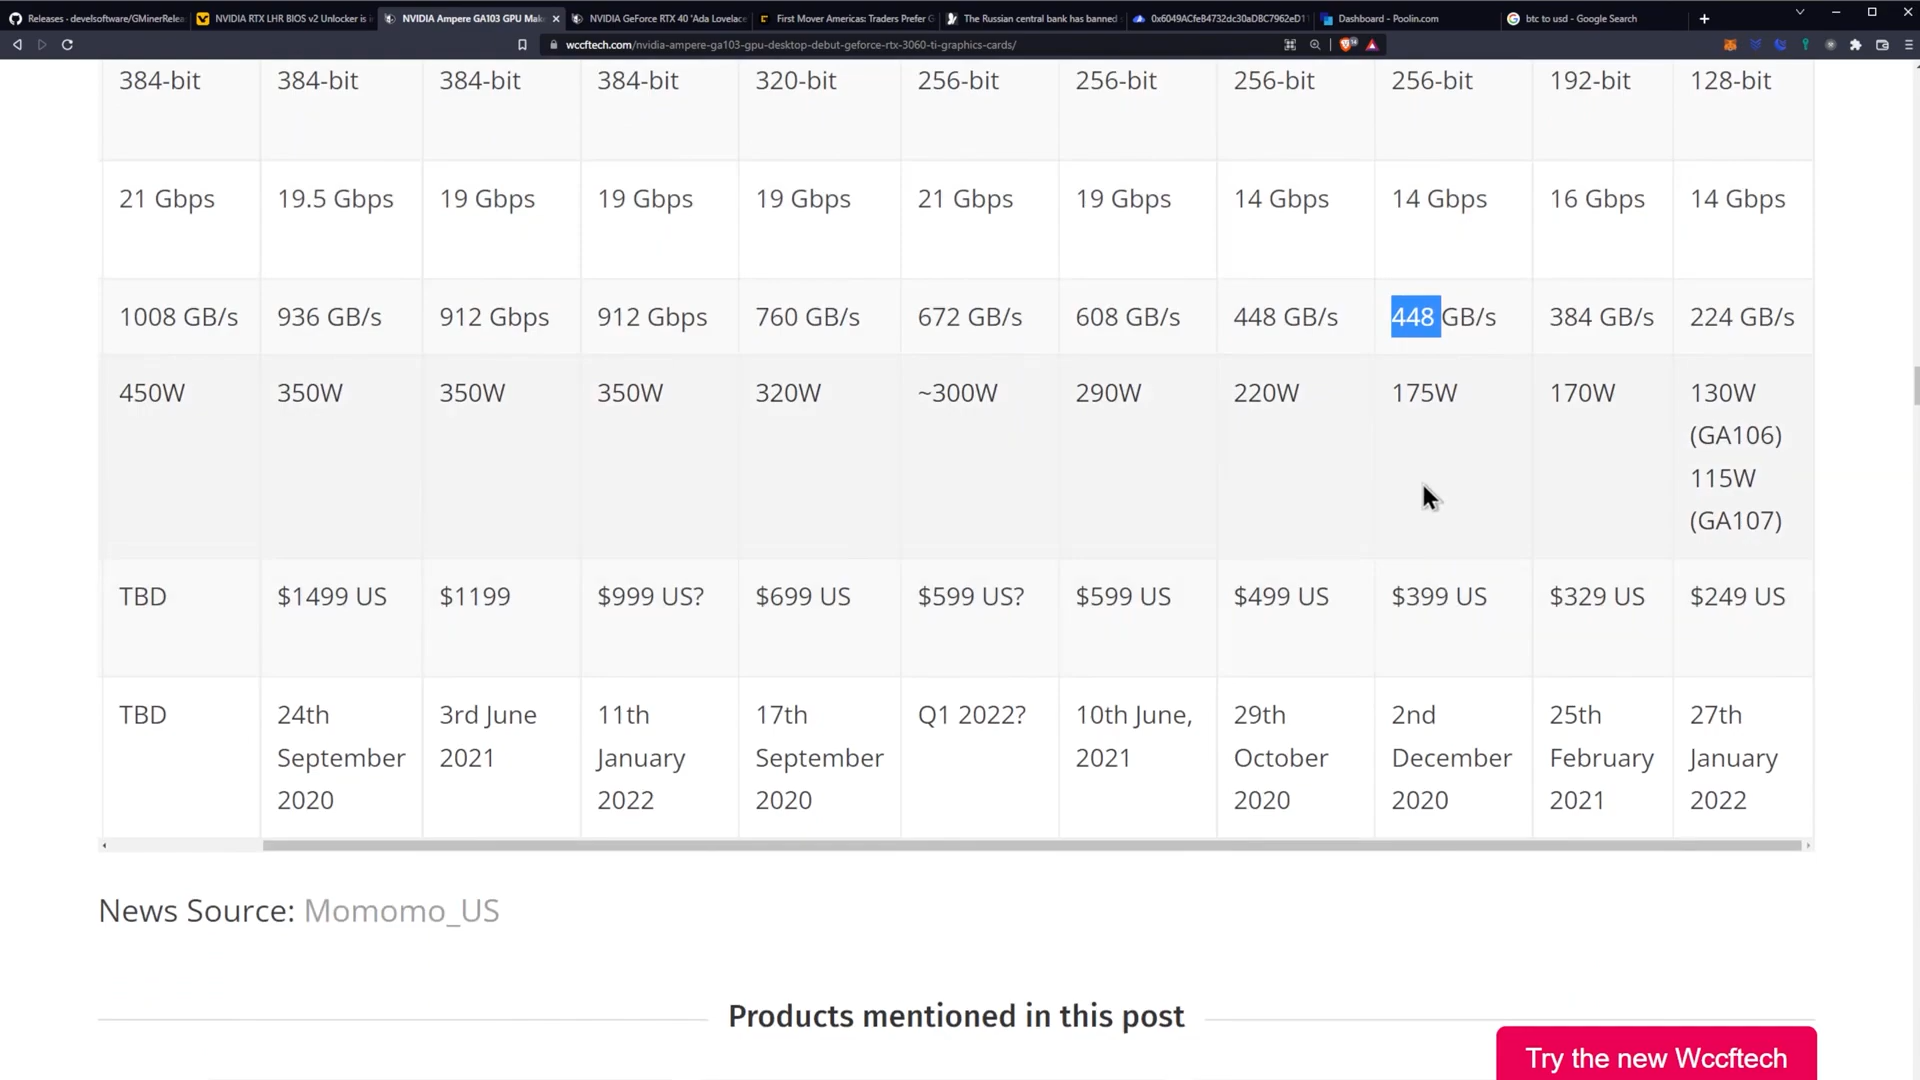 Releases · develsoftware/GMinerRelea
NVIDIA RTX LHR BIOS v2 Unlocker is i
NVIDIA Ampere GA103 GPU Mak
NVIDIA GeForce RTX 40 'Ada Lovelace
First Mover Americas: Traders Prefer G
The Russian central bank has banned
0x6049ACfeB4732dc30aDBC7962eD1
Dashboard - Poolin.com
btc to usd - Google Search
wccftech.com/nvidia-ampere-ga103-gpu-desktop-debut-geforce-rtx-3060-ti-graphics-cards/
384-bit 384-bit 384-bit 384-bit 320-bit 256-bit 256-bit 256-bit 256-bit 192-bit 128-bit
21 Gbps 19.5 Gbps 19 Gbps 19 Gbps 19 Gbps 21 Gbps 19 Gbps 14 Gbps 14 Gbps 16 Gbps 14 Gbps
1008 GB/s 936 GB/s 912 Gbps 912 Gbps 760 GB/s 672 GB/s 608 GB/s 448 GB/s 448 GB/s 384 GB/s 224 GB/s
450W 350W 350W 350W 320W ~300W 290W 220W 175W 170W 130W
(GA106)
115W
(GA107)
TBD $1499 US $1199 $999 US? $699 US $599 US? $599 US $499 US $399 US $329 US $249 US
TBD 24th 3rd June 11th 17th Q1 2022? 10th June, 29th 2nd 25th 27th
September 2021 January September 2021 October December February January
2020 2022 2020 2020 2020 2021 2022
News Source: Momomo_US
Products mentioned in this post
Try the new Wccftech